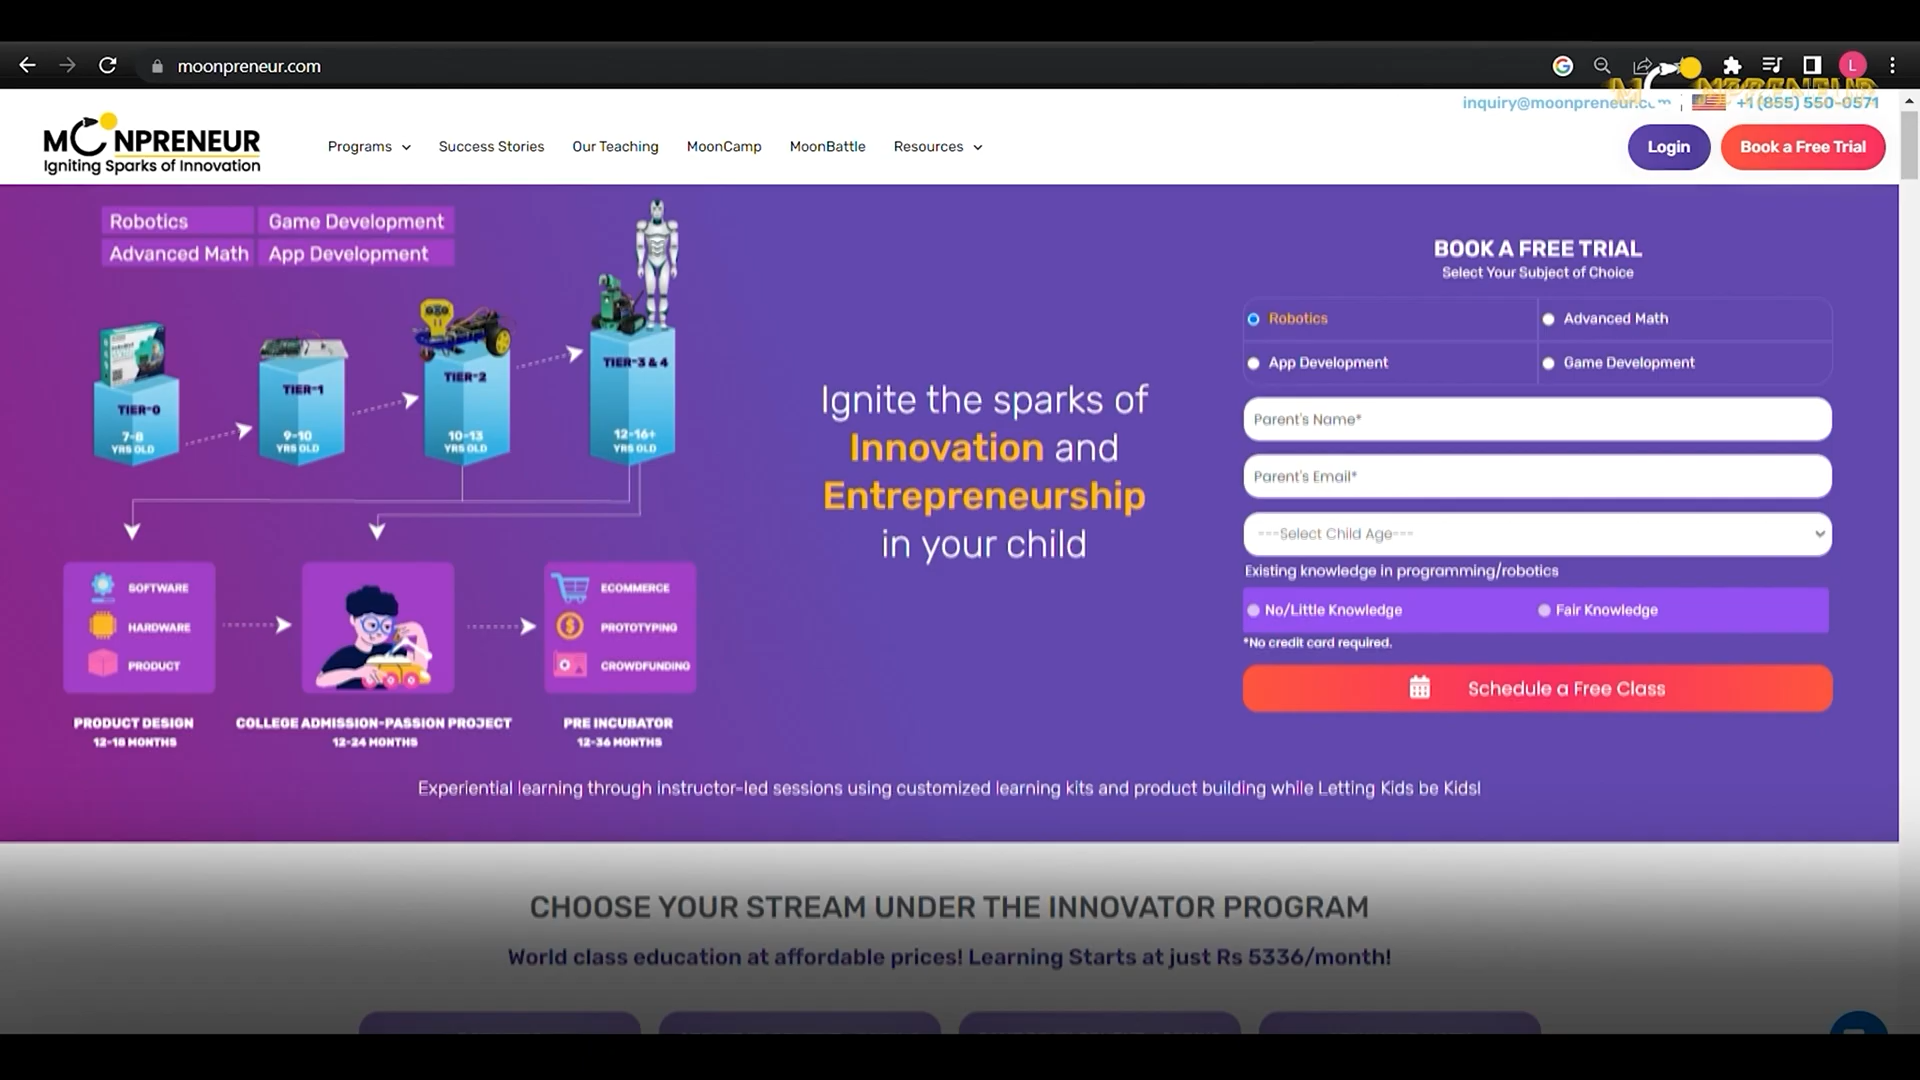 moonpreneur.com
L
inquiry@moonpreneur.c
+1 (855) 550-0571
MOONPRENEUR
Igniting Sparks of Innovation
Programs
Success Stories
Our Teaching
MoonCamp
MoonBattle
Resources
Login
Book a Free Trial
Robotics
Game Development
Advanced Math
App Development
TIER-0
7-8
YRS OLD
TIER-1
9-10
YRS OLD
TIER-2
10-13
YRS OLD
TIER-3 & 4
12-16+
YRS OLD
SOFTWARE
HARDWARE
PRODUCT
ECOMMERCE
PROTOTYPING
CROWDFUNDING
PRODUCT DESIGN
12-18 MONTHS
COLLEGE ADMISSION-PASSION PROJECT
12-24 MONTHS
PRE INCUBATOR
12-36 MONTHS
Ignite the sparks of
Innovation and
Entrepreneurship
in your child
BOOK A FREE TRIAL
Select Your Subject of Choice
Robotics
Advanced Math
App Development
Game Development
Parent's Name*
Parent's Email*
---Select Child Age---
Existing knowledge in programming/robotics
No/Little Knowledge
Fair Knowledge
*No credit card required.
Schedule a Free Class
Experiential learning through instructor-led sessions using customized learning kits and product building while Letting Kids be Kids!
CHOOSE YOUR STREAM UNDER THE INNOVATOR PROGRAM
World class education at affordable prices! Learning Starts at just Rs 5336/month!